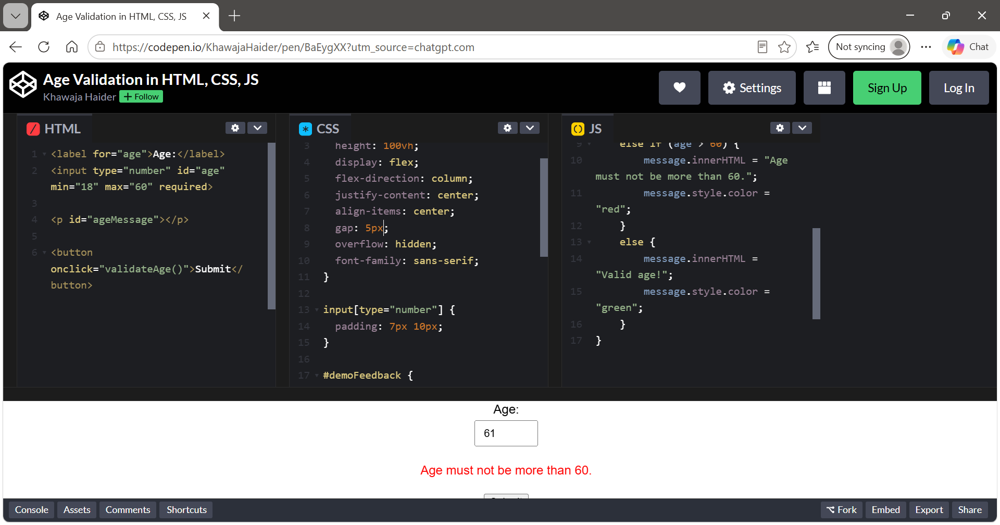 Age Validation in HTML, CSS, JS
https://codepen.io/KhawajaHaider/pen/BaEygXX?utm_source=chatgpt.com
Not syncing
Chat
Age Validation in HTML, CSS, JS
Khawaja Haider
+ Follow
Settings
Sign Up
Log In
HTML
1 <label for="age">Age:</label>
2 <input type="number" id="age"
min="18" max="60" required>
3
4 <p id="ageMessage"></p>
5
6 <button
onclick="validateAge()">Submit</
button>
CSS
3 height: 100vh;
4 display: flex;
5 flex-direction: column;
6 justify-content: center;
7 align-items: center;
8 gap: 5px;
9 overflow: hidden;
10 font-family: sans-serif;
11 }
12
13 input[type="number"] {
14 padding: 7px 10px;
15 }
16
17 #demoFeedback {
JS
9 else if (age > 60) {
10 message.innerHTML = "Age
must not be more than 60.";
11 message.style.color =
"red";
12 }
13 else {
14 message.innerHTML =
"Valid age!";
15 message.style.color =
"green";
16 }
17 }
Age:
61
Age must not be more than 60.
Console
Assets
Comments
Shortcuts
Fork
Embed
Export
Share